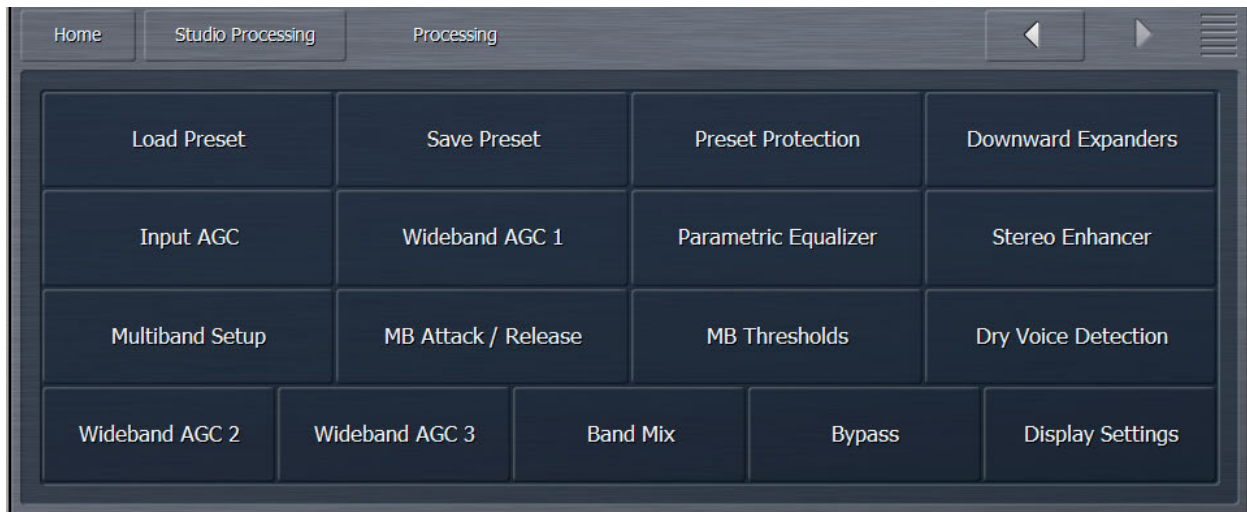 Home Studio Processing Processing
Load Preset Save Preset Preset Protection Downward Expanders
Input AGC Wideband AGC 1 Parametric Equalizer Stereo Enhancer
Multiband Setup MB Attack / Release MB Thresholds Dry Voice Detection
Wideband AGC 2 Wideband AGC 3 Band Mix Bypass Display Settings